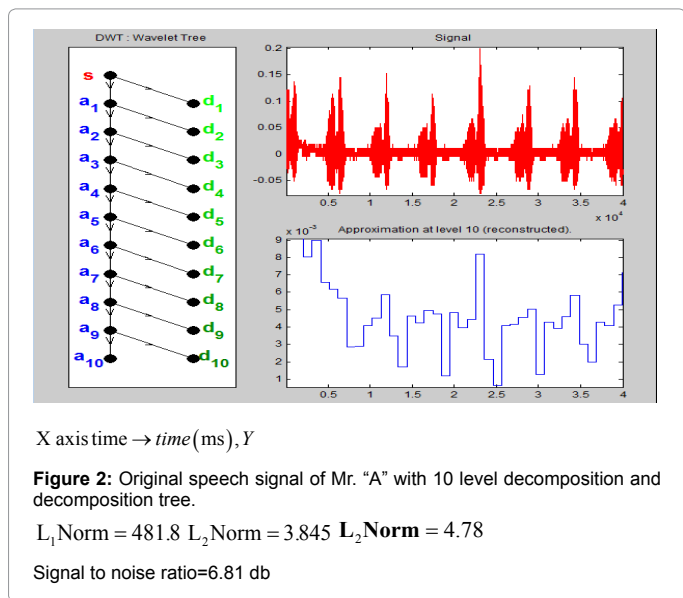 DWT : Wavelet Tree
s
a1 d1
a2 d2
a3 d3
a4 d4
a5 d5
a6 d6
a7 d7
a8 d8
a9 d9
a10 d10
Signal
0.2
0.15
0.1
0.05
0
-0.05
0.5 1 1.5 2 2.5 3 3.5 4
x 10^4
x 10^-3 Approximation at level 10 (reconstructed).
9
8
7
6
5
4
3
2
1
0.5 1 1.5 2 2.5 3 3.5 4
X axis time → time (ms), Y
Figure 2: Original speech signal of Mr. “A” with 10 level decomposition and
decomposition tree.
L1Norm = 481.8 L2Norm = 3.845 L2Norm = 4.78
Signal to noise ratio=6.81 db